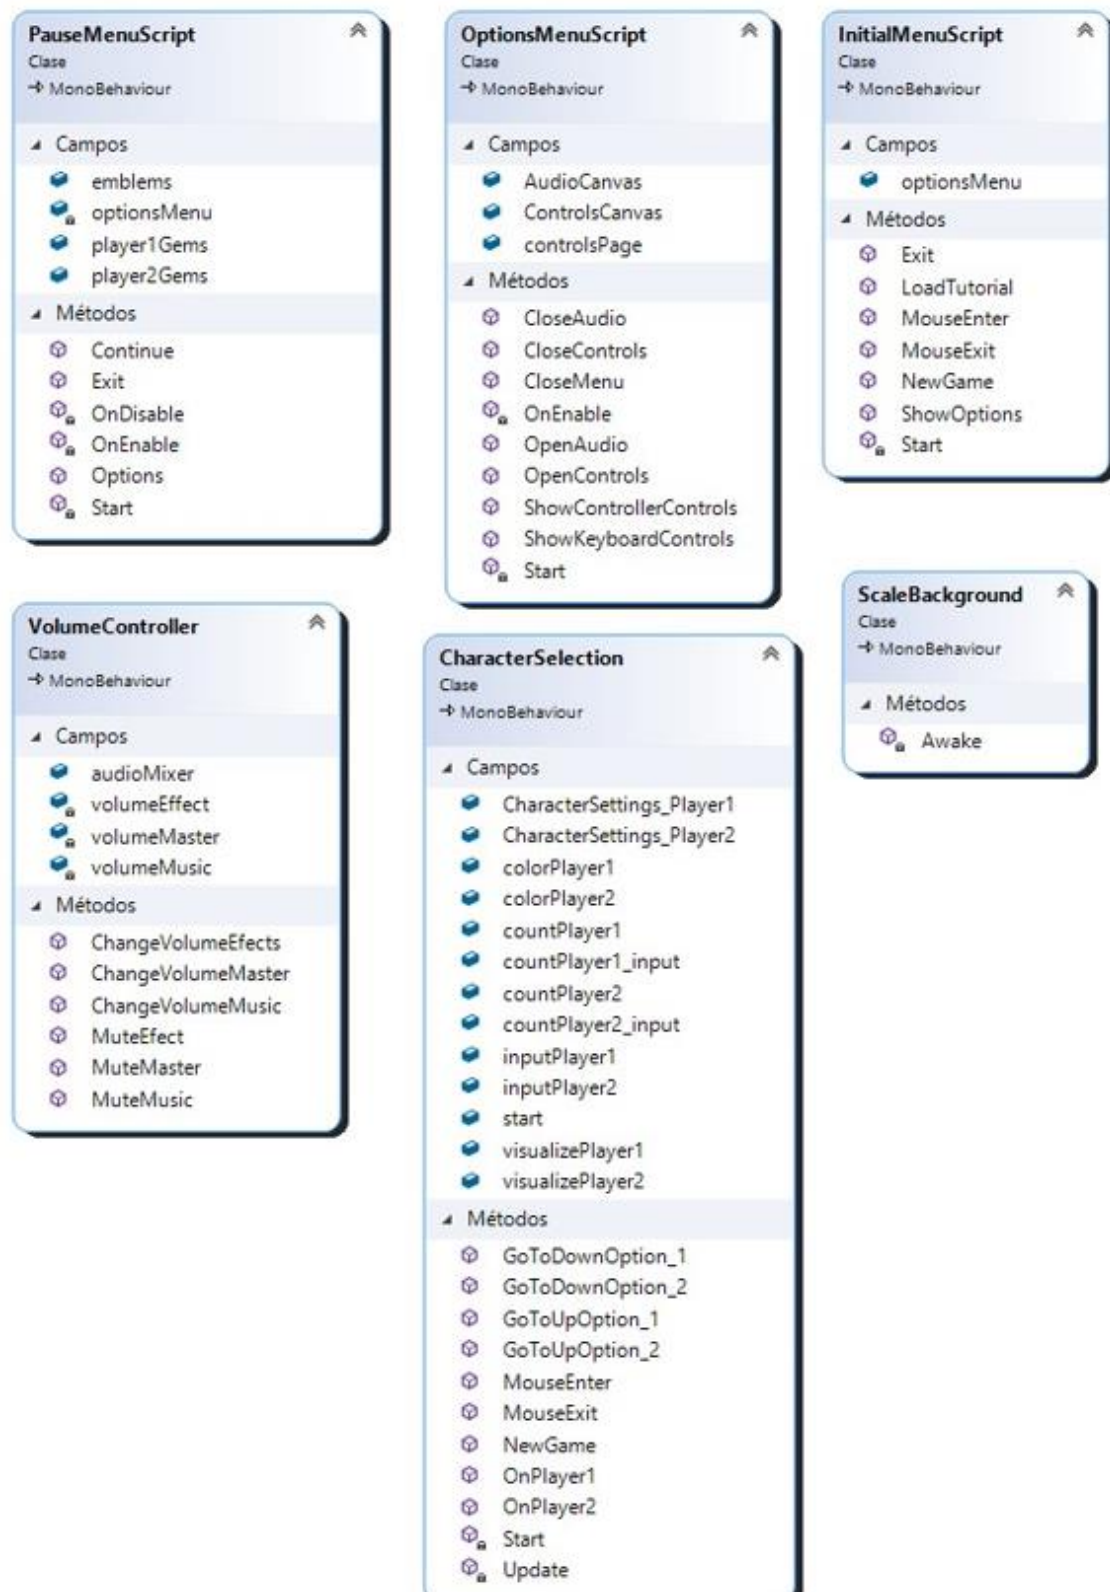 PauseMenuScript
Clase
MonoBehaviour
Campos
emblems
optionsMenu
player1Gems
player2Gems
Métodos
Continue
Exit
OnDisable
OnEnable
Options
Start
OptionsMenuScript
Clase
MonoBehaviour
Campos
AudioCanvas
ControlsCanvas
controlsPage
Métodos
CloseAudio
CloseControls
CloseMenu
OnEnable
OpenAudio
OpenControls
ShowControllerControls
ShowKeyboardControls
Start
InitialMenuScript
Clase
MonoBehaviour
Campos
optionsMenu
Métodos
Exit
LoadTutorial
MouseEnter
MouseExit
NewGame
ShowOptions
Start
VolumeController
Clase
MonoBehaviour
Campos
audioMixer
volumeEffect
volumeMaster
volumeMusic
Métodos
ChangeVolumeEfects
ChangeVolumeMaster
ChangeVolumeMusic
MuteEfect
MuteMaster
MuteMusic
CharacterSelection
Clase
MonoBehaviour
Campos
CharacterSettings_Player1
CharacterSettings_Player2
colorPlayer1
colorPlayer2
countPlayer1
countPlayer1_input
countPlayer2
countPlayer2_input
inputPlayer1
inputPlayer2
start
visualizePlayer1
visualizePlayer2
Métodos
GoToDownOption_1
GoToDownOption_2
GoToUpOption_1
GoToUpOption_2
MouseEnter
MouseExit
NewGame
OnPlayer1
OnPlayer2
Start
Update
ScaleBackground
Clase
MonoBehaviour
Métodos
Awake